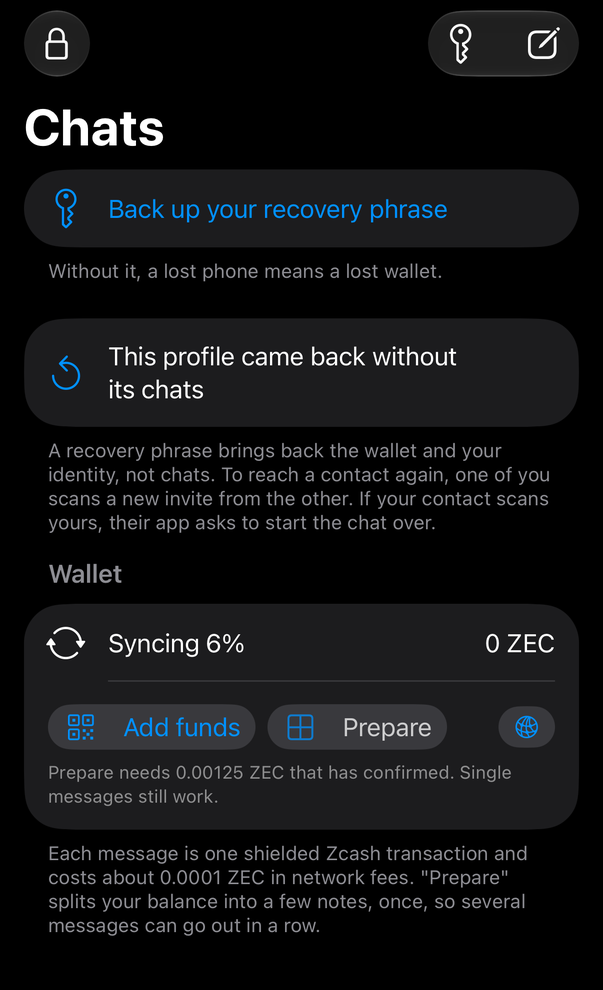 Chats
Back up your recovery phrase
Without it, a lost phone means a lost wallet.
This profile came back without
its chats
A recovery phrase brings back the wallet and your
identity, not chats. To reach a contact again, one of you
scans a new invite from the other. If your contact scans
yours, their app asks to start the chat over.
Wallet
Syncing 6% 0 ZEC
Add funds Prepare
Prepare needs 0.00125 ZEC that has confirmed. Single
messages still work.
Each message is one shielded Zcash transaction and
costs about 0.0001 ZEC in network fees. "Prepare"
splits your balance into a few notes, once, so several
messages can go out in a row.